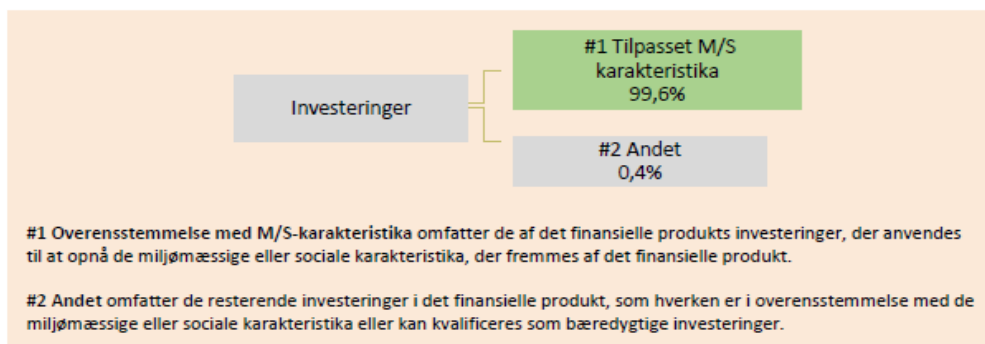 #1 Tilpasset M/S
karakteristika
99,6%
Investeringer
#2 Andet
0,4%
#1 Overensstemmelse med M/S-karakteristika omfatter de af det finansielle produkts investeringer, der anvendes
til at opnå de miljømæssige eller sociale karakteristika, der fremmes af det finansielle produkt.
#2 Andet omfatter de resterende investeringer i det finansielle produkt, som hverken er i overensstemmelse med de
miljømæssige eller sociale karakteristika eller kan kvalificeres som bæredygtige investeringer.